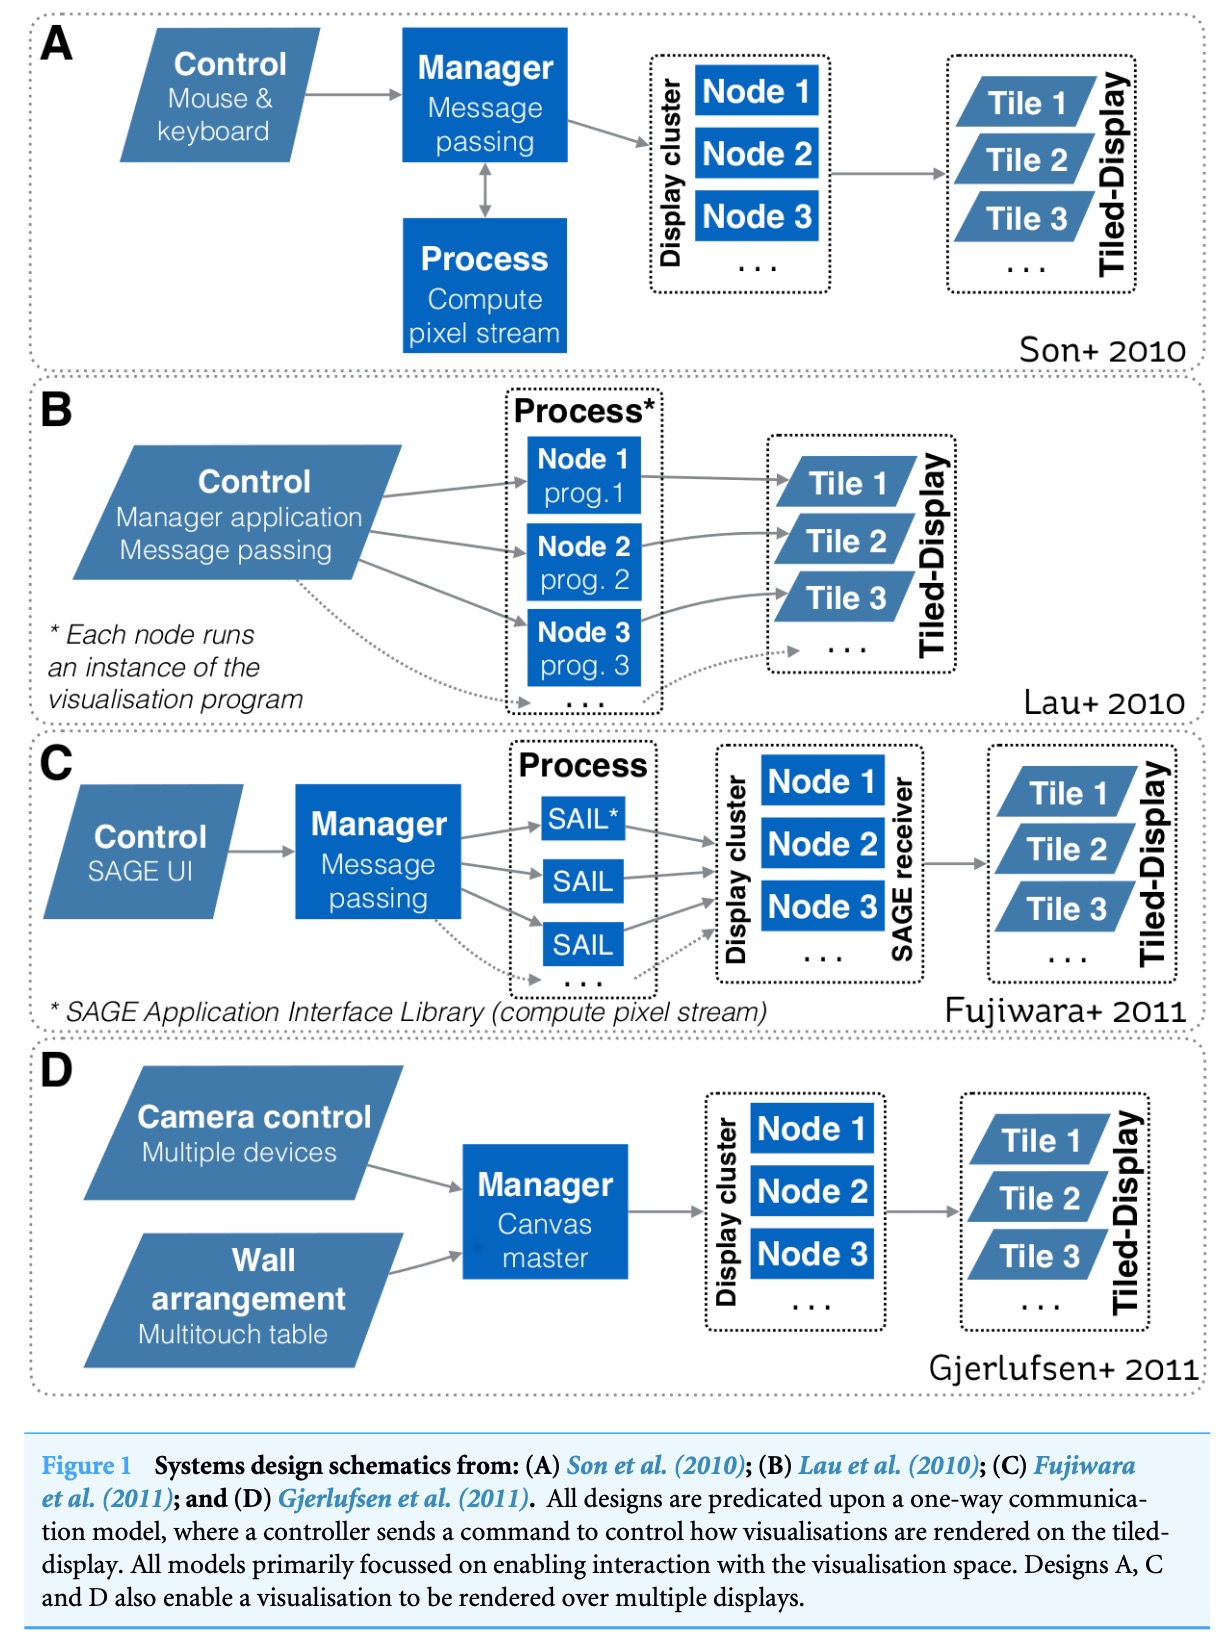 A
Control
Mouse &
keyboard
Manager
Message
passing
Process
Compute
pixel stream
Display cluster
Node 1
Node 2
Node 3
...
Tile 1
Tile 2
Tile 3
...
Tiled-Display
Son+ 2010
B
Control
Manager application
Message passing
* Each node runs
an instance of the
visualisation program
Process*
Node 1
prog.1
Node 2
prog. 2
Node 3
prog. 3
...
Tile 1
Tile 2
Tile 3
...
Tiled-Display
Lau+ 2010
C
Control
SAGE UI
Manager
Message
passing
Process
SAIL*
SAIL
SAIL
...
Display cluster
Node 1
Node 2
Node 3
...
SAGE receiver
Tile 1
Tile 2
Tile 3
...
Tiled-Display
* SAGE Application Interface Library (compute pixel stream)
Fujiwara+ 2011
D
Camera control
Multiple devices
Wall
arrangement
Multitouch table
Manager
Canvas
master
Display cluster
Node 1
Node 2
Node 3
...
Tile 1
Tile 2
Tile 3
...
Tiled-Display
Gjerlufsen+ 2011
Figure 1 Systems design schematics from: (A) Son et al. (2010); (B) Lau et al. (2010); (C) Fujiwara
et al. (2011); and (D) Gjerlufsen et al. (2011). All designs are predicated upon a one-way communica-
tion model, where a controller sends a command to control how visualisations are rendered on the tiled-
display. All models primarily focussed on enabling interaction with the visualisation space. Designs A, C
and D also enable a visualisation to be rendered over multiple displays.